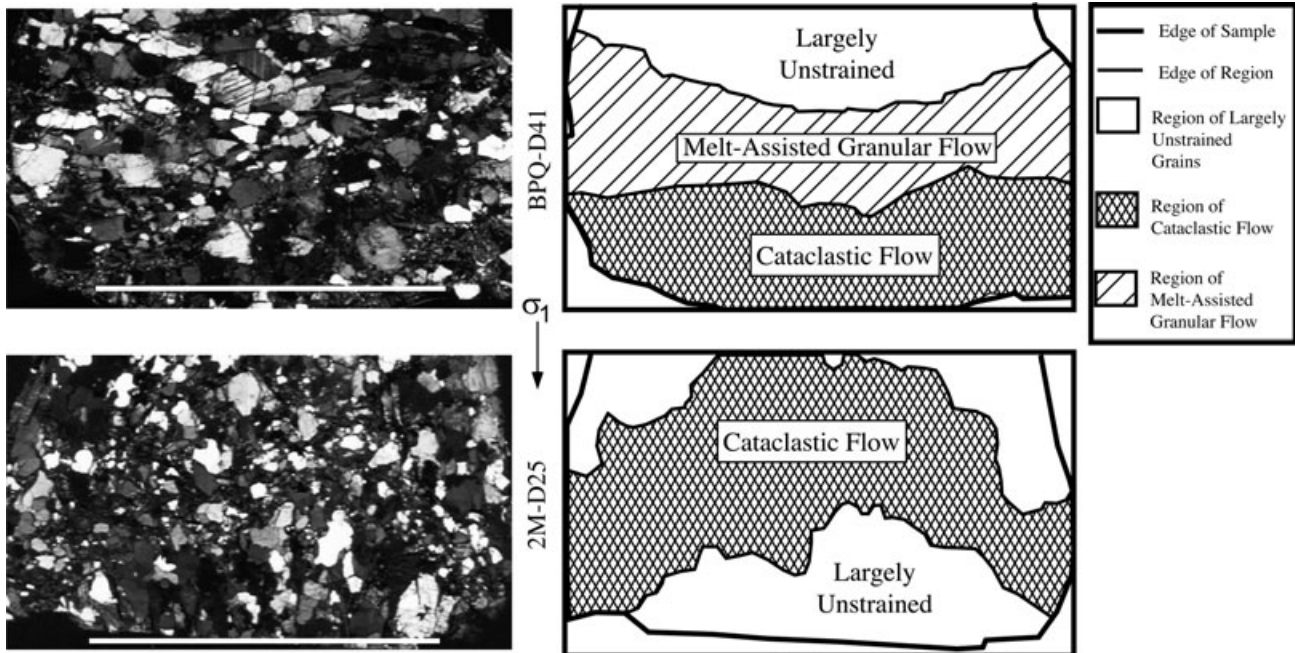 BPQ-D41
σ1
2M-D25
Largely
Unstrained
Melt-Assisted Granular Flow
Cataclastic Flow
Cataclastic Flow
Largely
Unstrained
Edge of Sample
Edge of Region
Region of Largely
Unstrained
Grains
Region of
Cataclastic Flow
Region of
Melt-Assisted
Granular Flow